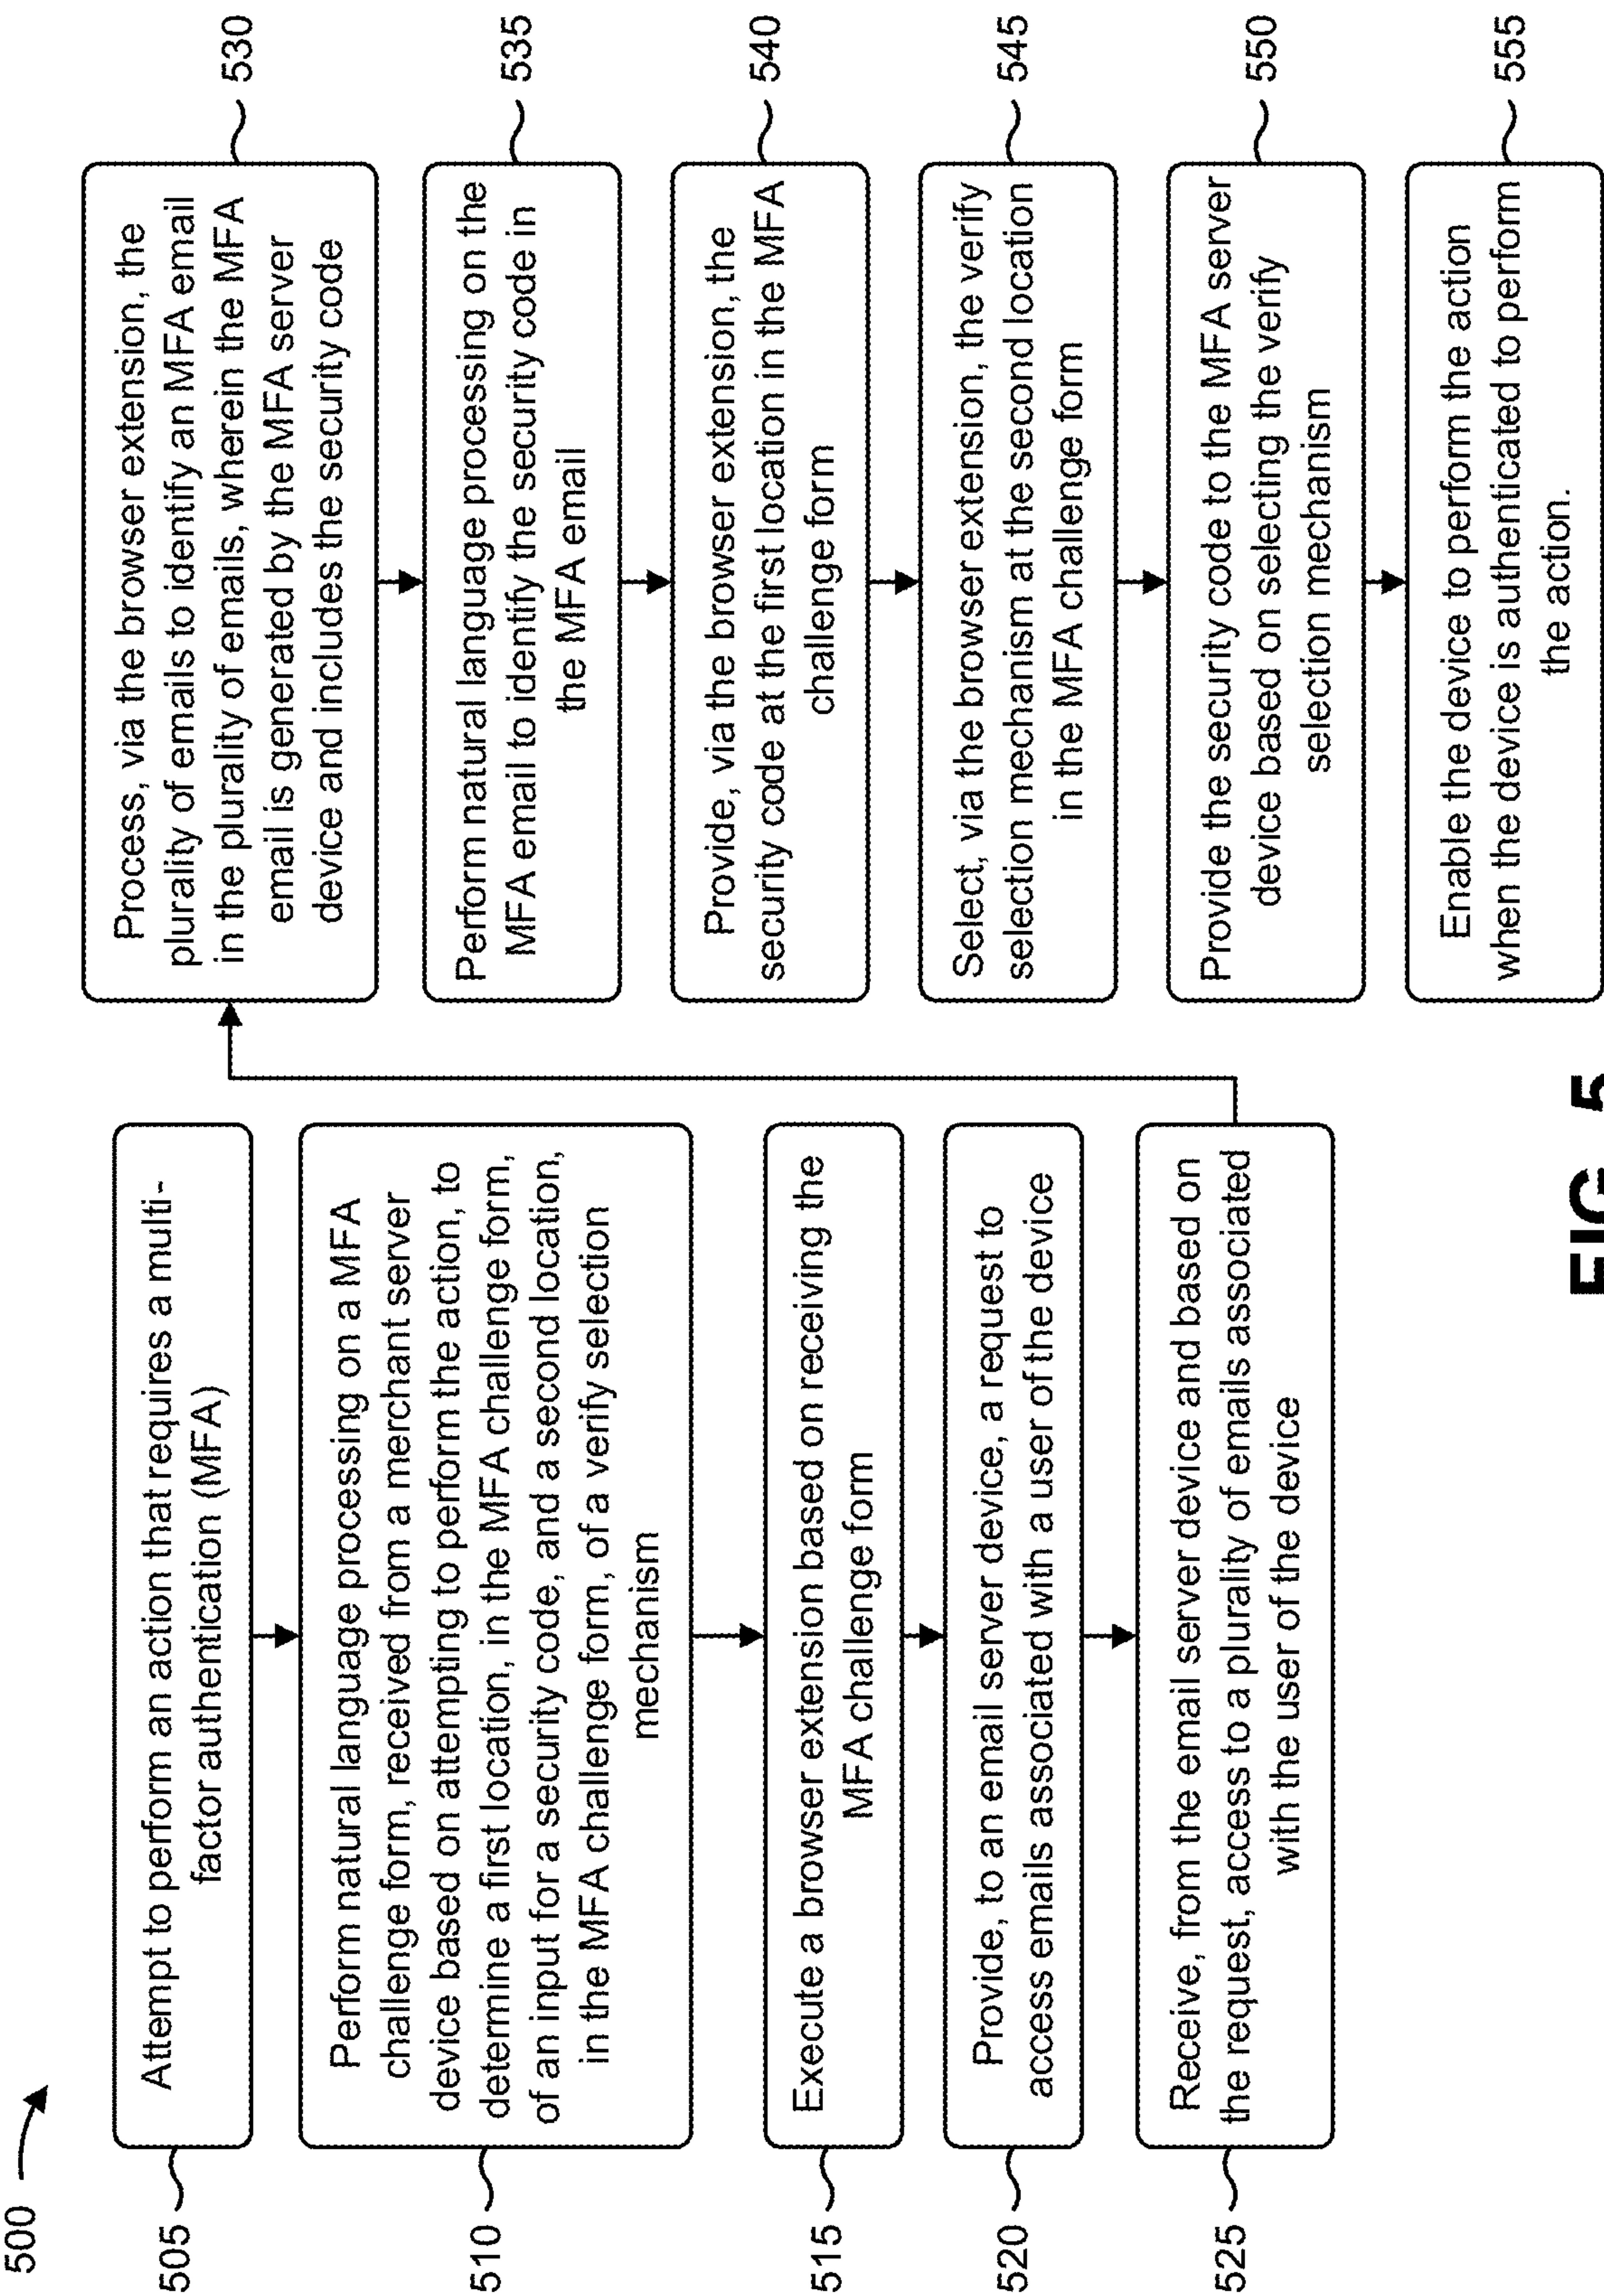 500
505
Attempt to perform an action that requires a multi-
factor authentication (MFA)
510
Perform natural language processing on a MFA
challenge form, received from a merchant server
device based on attempting to perform the action, to
determine a first location, in the MFA challenge form,
of an input for a security code, and a second location,
in the MFA challenge form, of a verify selection
mechanism
515
Execute a browser extension based on receiving the
MFA challenge form
520
Provide, to an email server device, a request to
access emails associated with a user of the device
525
Receive, from the email server device and based on
the request, access to a plurality of emails associated
with the user of the device
Process, via the browser extension, the
plurality of emails to identify an MFA email
in the plurality of emails, wherein the MFA
email is generated by the MFA server
device and includes the security code
530
Perform natural language processing on the
MFA email to identify the security code in
the MFA email
535
Provide, via the browser extension, the
security code at the first location in the MFA
challenge form
540
Select, via the browser extension, the verify
selection mechanism at the second location
in the MFA challenge form
545
Provide the security code to the MFA server
device based on selecting the verify
selection mechanism
550
Enable the device to perform the action
when the device is authenticated to perform
the action.
555
FIG. 5